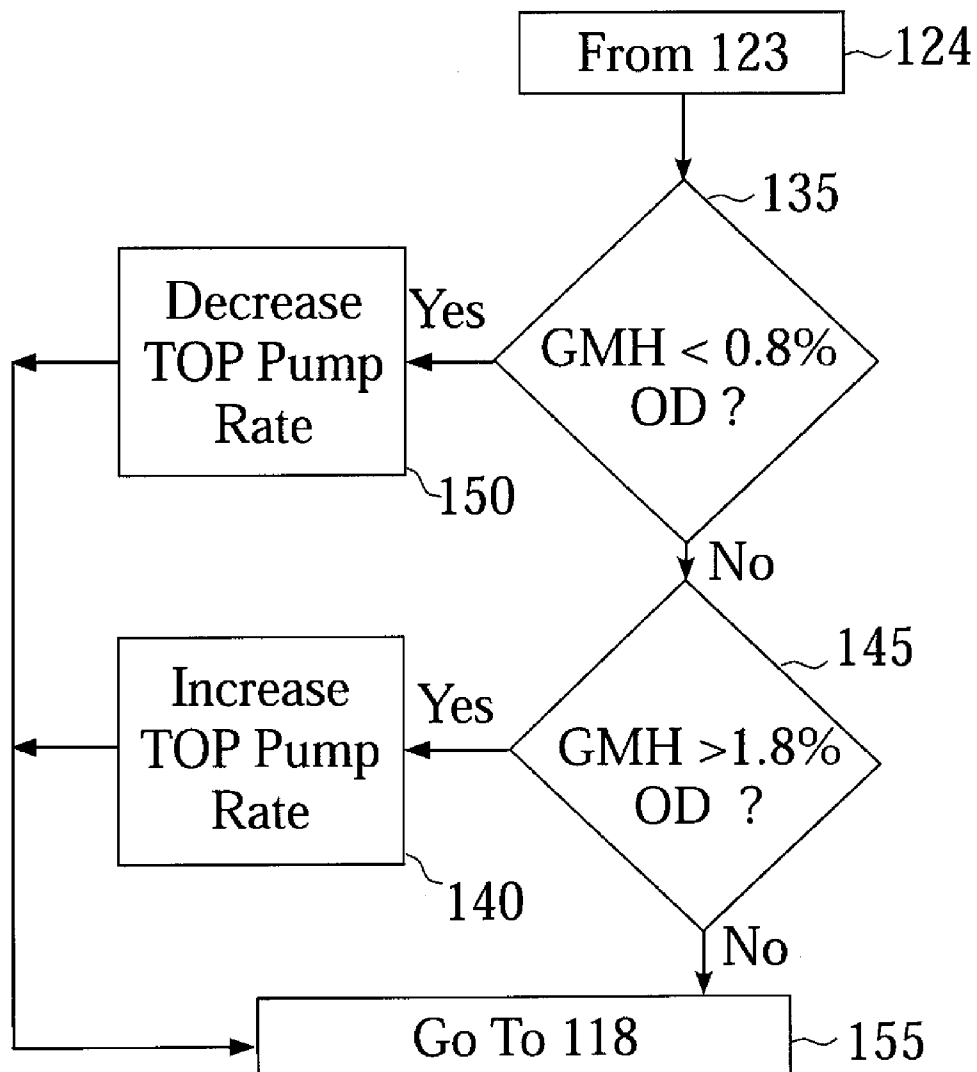 From 123
124
135
Decrease
TOP Pump
Rate
Yes
GMH < 0.8%
OD ?
150
No
145
Increase
TOP Pump
Rate
Yes
GMH >1.8%
OD ?
140
No
Go To 118
155